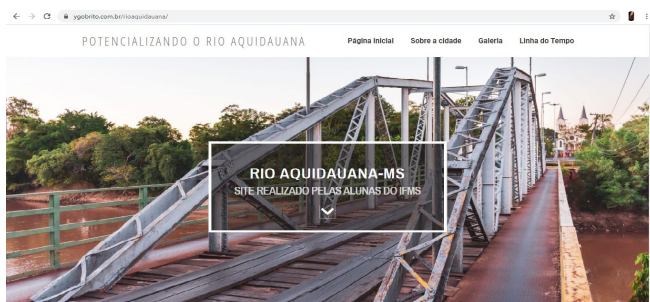 ygobrito.com.br/rioaquidauana/
POTENCIALIZANDO O RIO AQUIDAUANA
Página Inicial Sobre a cidade Galeria Linha do Tempo
RIO AQUIDAUANA-MS
SITE REALIZADO PELAS ALUNAS DO IFMS